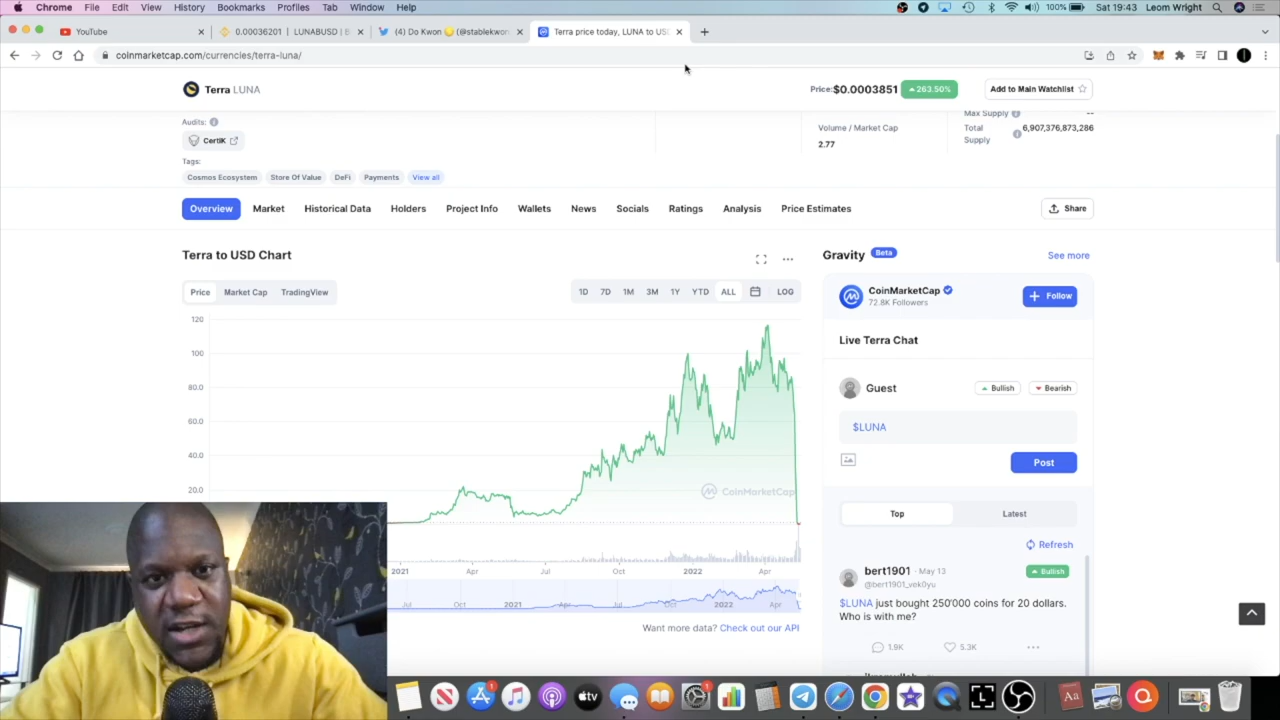 Chrome File Edit View History Bookmarks Profiles Tab Window Help 100% Sat 19:43 Leom Wright
YouTube 0.00036201 | LUNABUSD | B (4) Do Kwon (@stablekwon Terra price today, LUNA to USD
coinmarketcap.com/currencies/terra-luna/
Terra LUNA Price: $0.0003851 263.50% Add to Main Watchlist
Audits: Max Supply --
CertiK Volume / Market Cap Total Supply 6,907,376,873,286
2.77
Tags:
Cosmos Ecosystem Store Of Value DeFi Payments View all
Overview Market Historical Data Holders Project Info Wallets News Socials Ratings Analysis Price Estimates Share
Terra to USD Chart
Price Market Cap TradingView 1D 7D 1M 3M 1Y YTD ALL LOG
120
100
80.0
60.0
40.0
20.0
CoinMarketCap
2021 Apr Jul Oct 2022 Apr
Jul Oct 2021 Apr Jul Oct 2022 Apr
Want more data? Check out our API
Gravity Beta See more
CoinMarketCap
72.8K Followers
Follow
Live Terra Chat
Guest Bullish Bearish
$LUNA
Post
Top Latest
Refresh
bert1901 · May 13 Bullish
@bert1901_vek0yu
$LUNA just bought 250'000 coins for 20 dollars.
Who is with me?
1.9K 5.3K